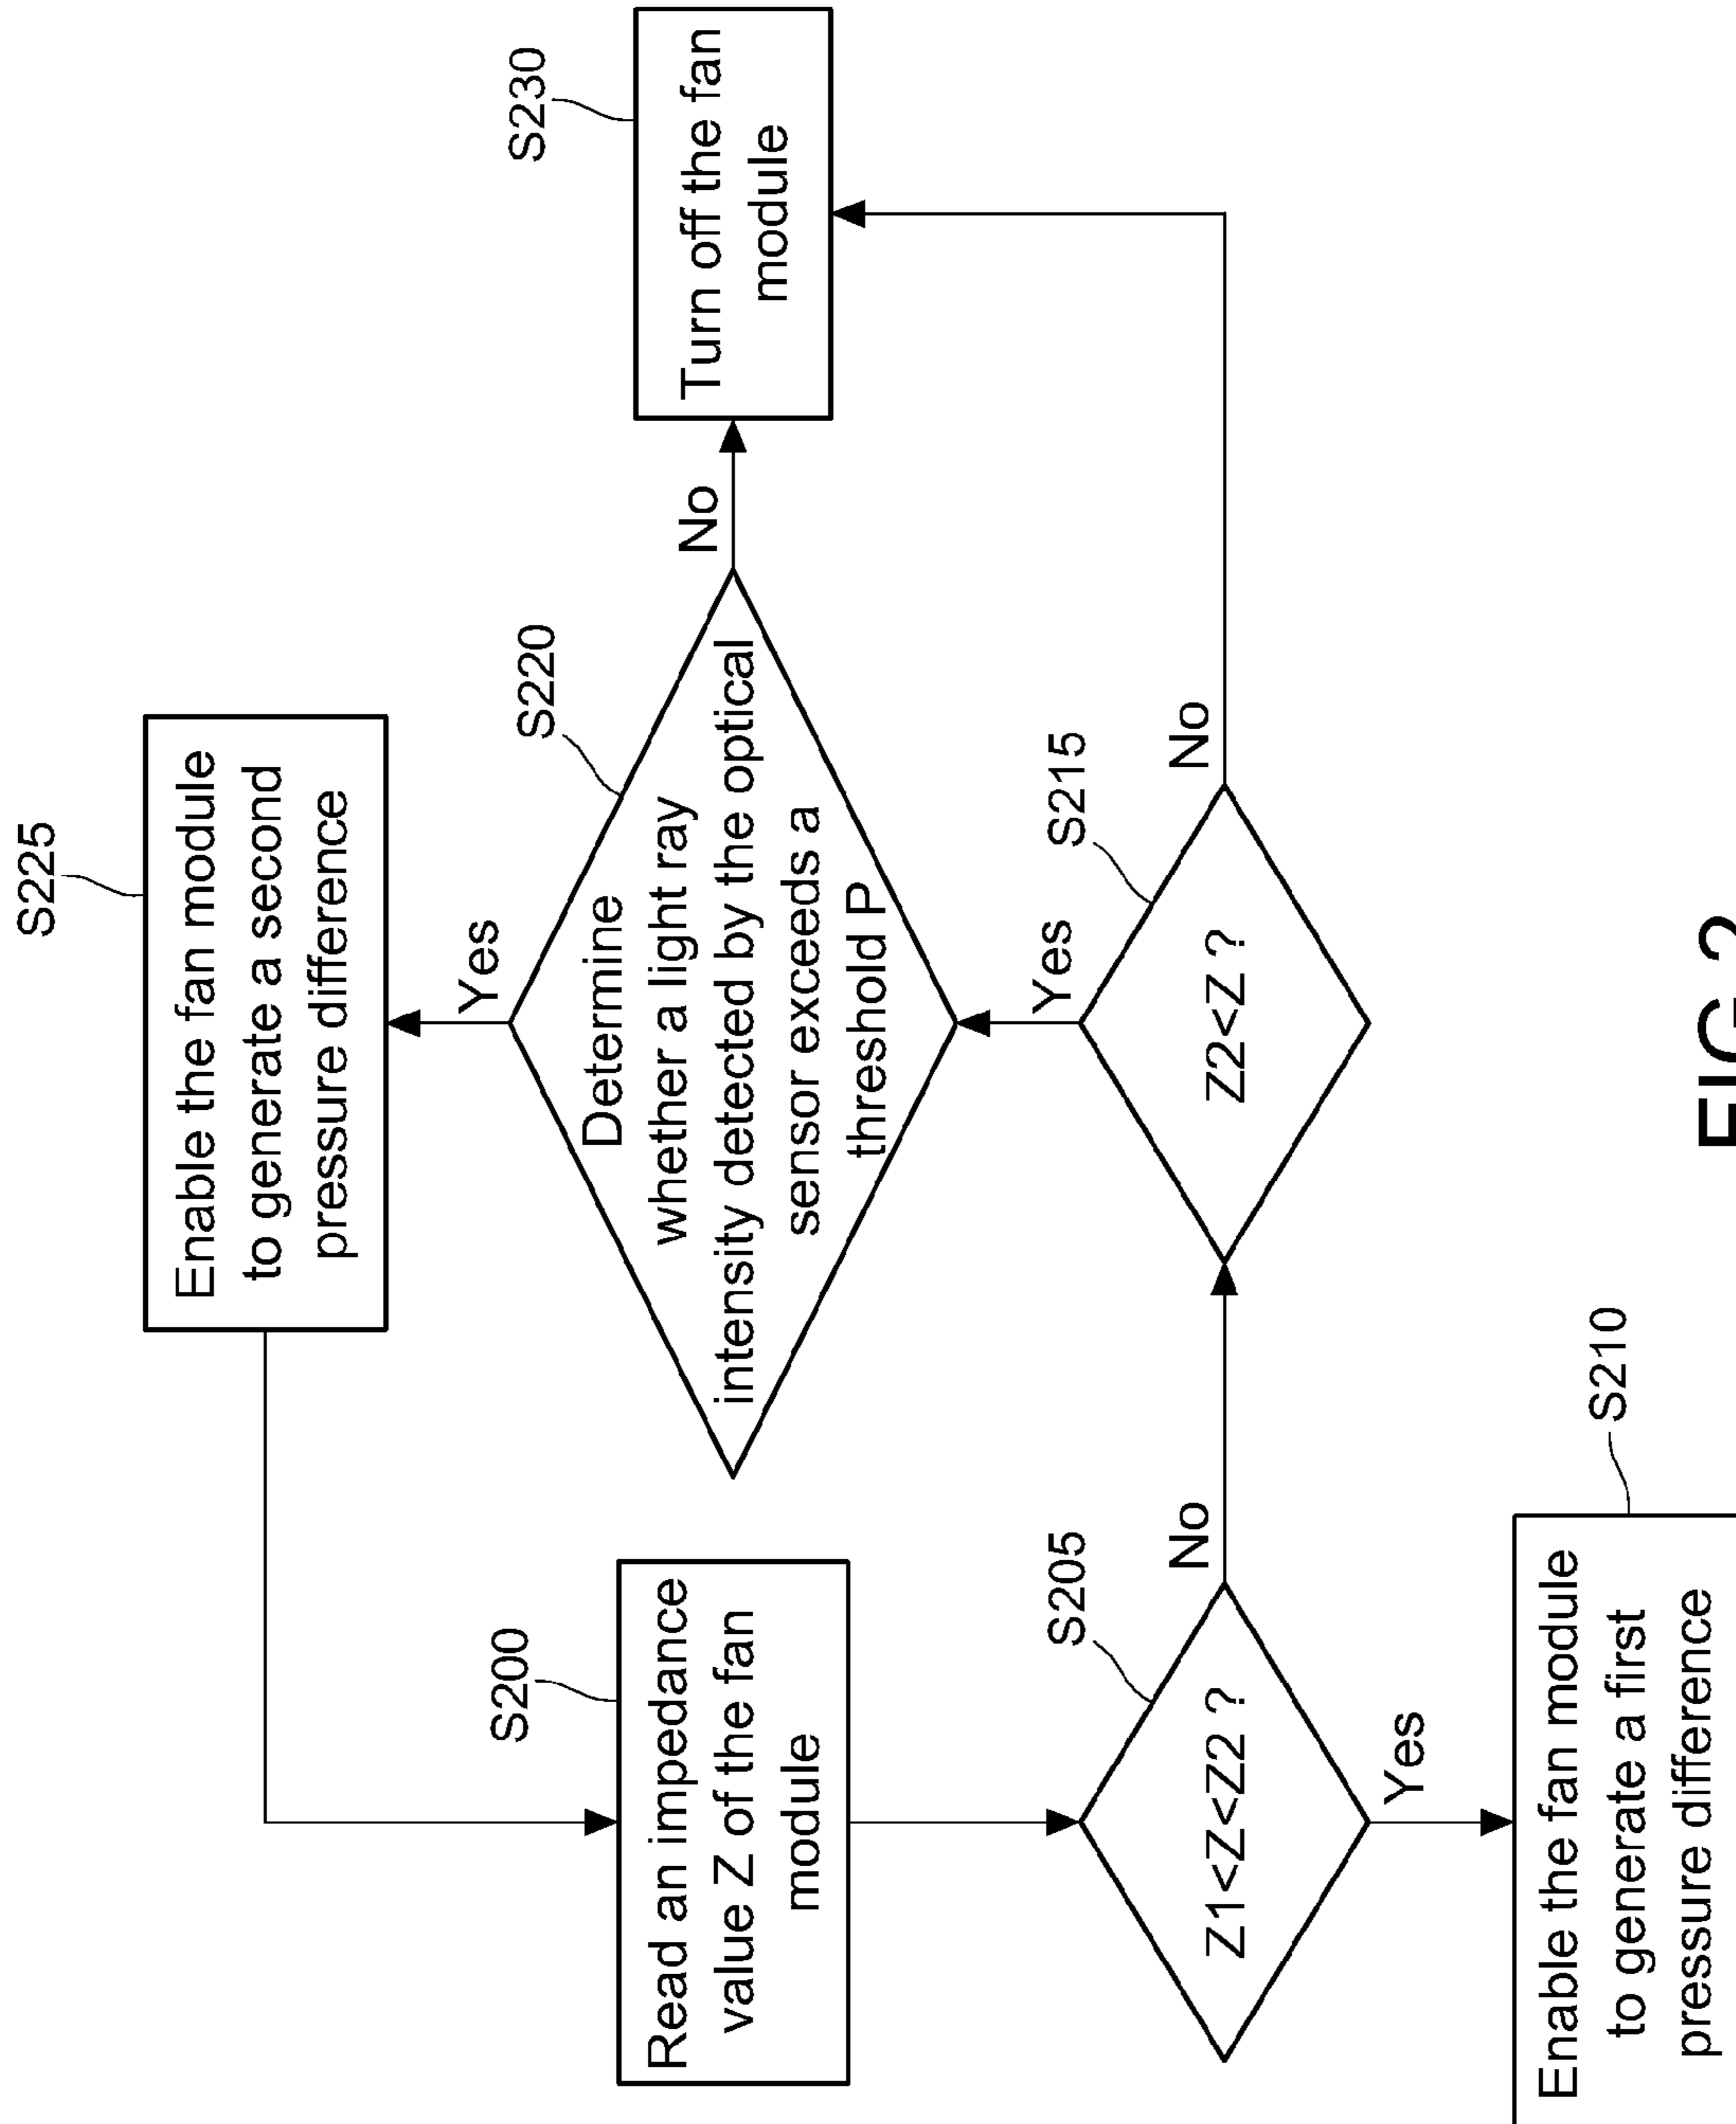 S225
Enable the fan module
to generate a second
pressure difference
S200
Read an impedance
value Z of the fan
module
Yes
S220
Determine
whether a light ray
intensity detected by the optical
sensor exceeds a
threshold P
No
S230
Turn off the fan
module
S205
Z1<Z<Z2 ?
No
Yes
S215
Z2<Z ?
No
Yes
S210
Enable the fan module
to generate a first
pressure difference